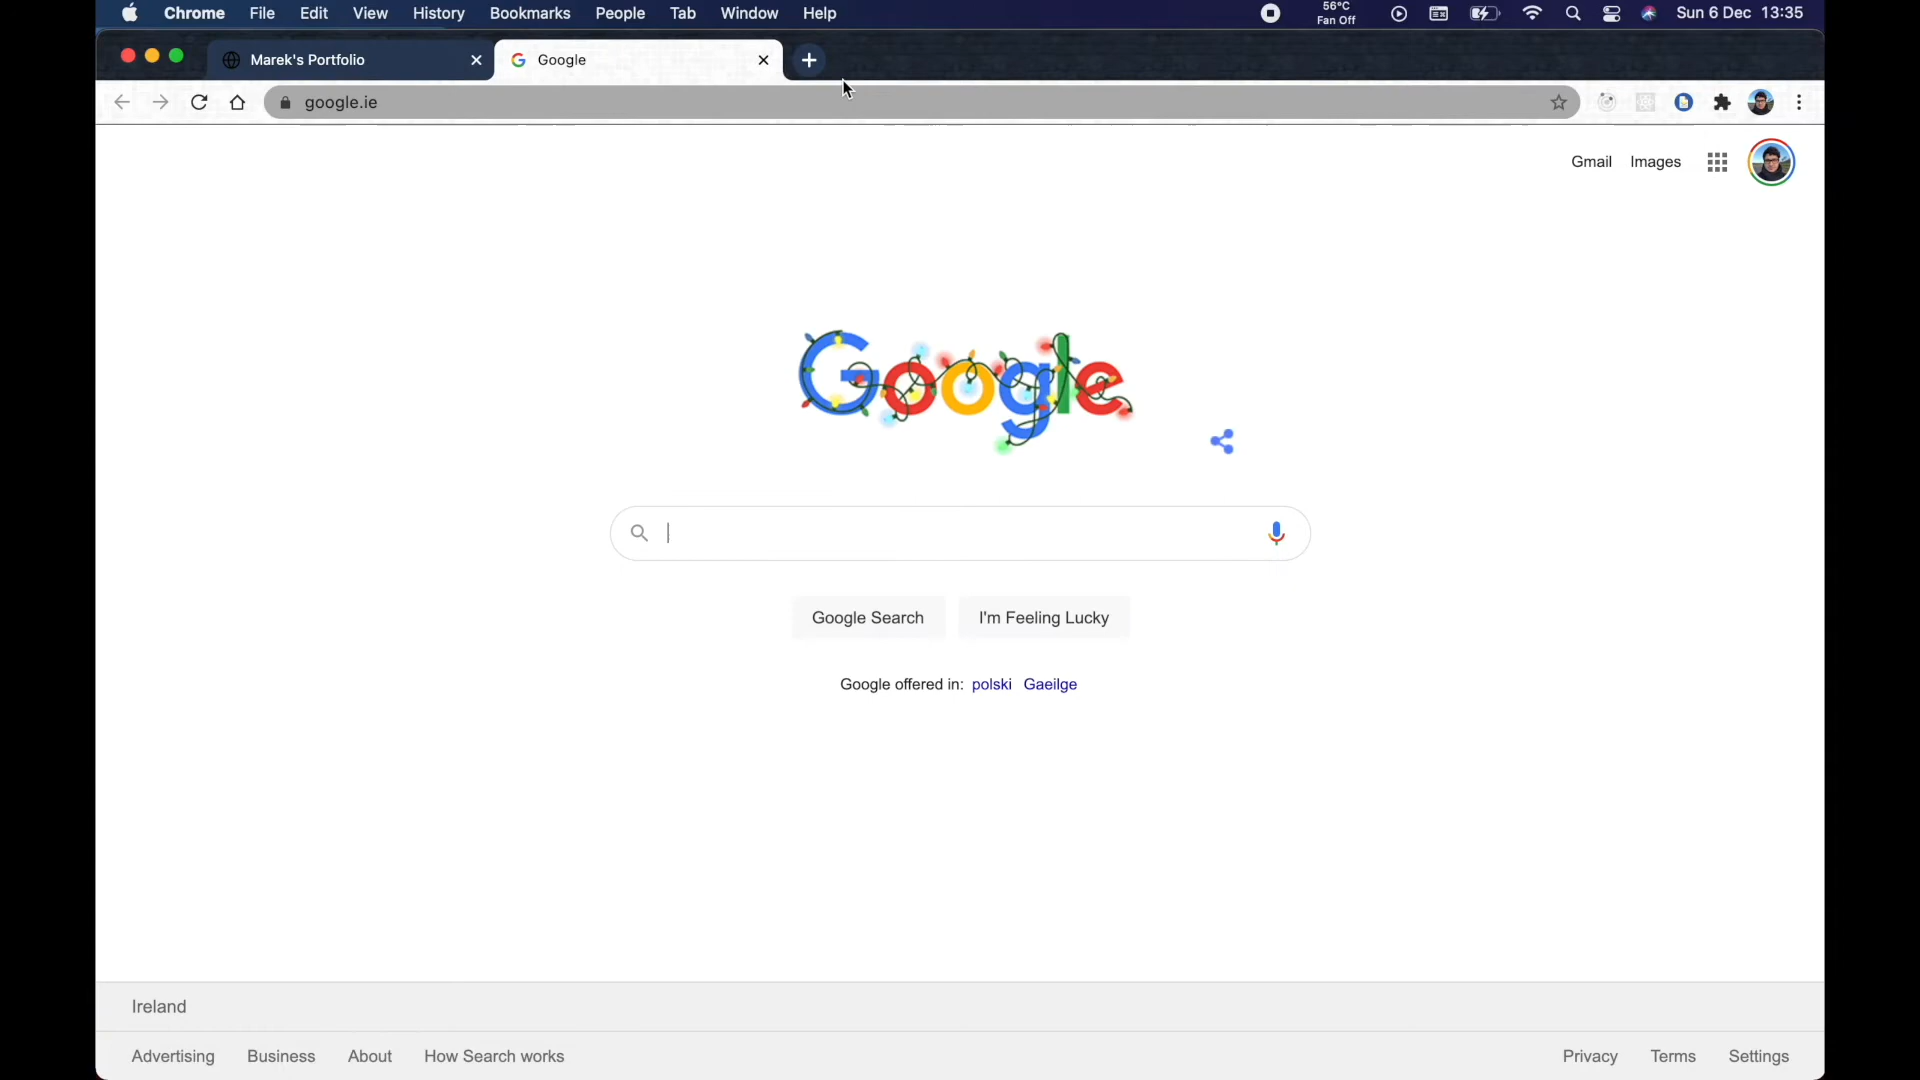 Chrome File Edit View History Bookmarks People Tab Window Help 56°C Fan Off Sun 6 Dec 13:35
Marek's Portfolio Google
google.ie
Gmail Images
Google
Google Search I'm Feeling Lucky
Google offered in: polski Gaeilge
Ireland
Advertising Business About How Search works Privacy Terms Settings